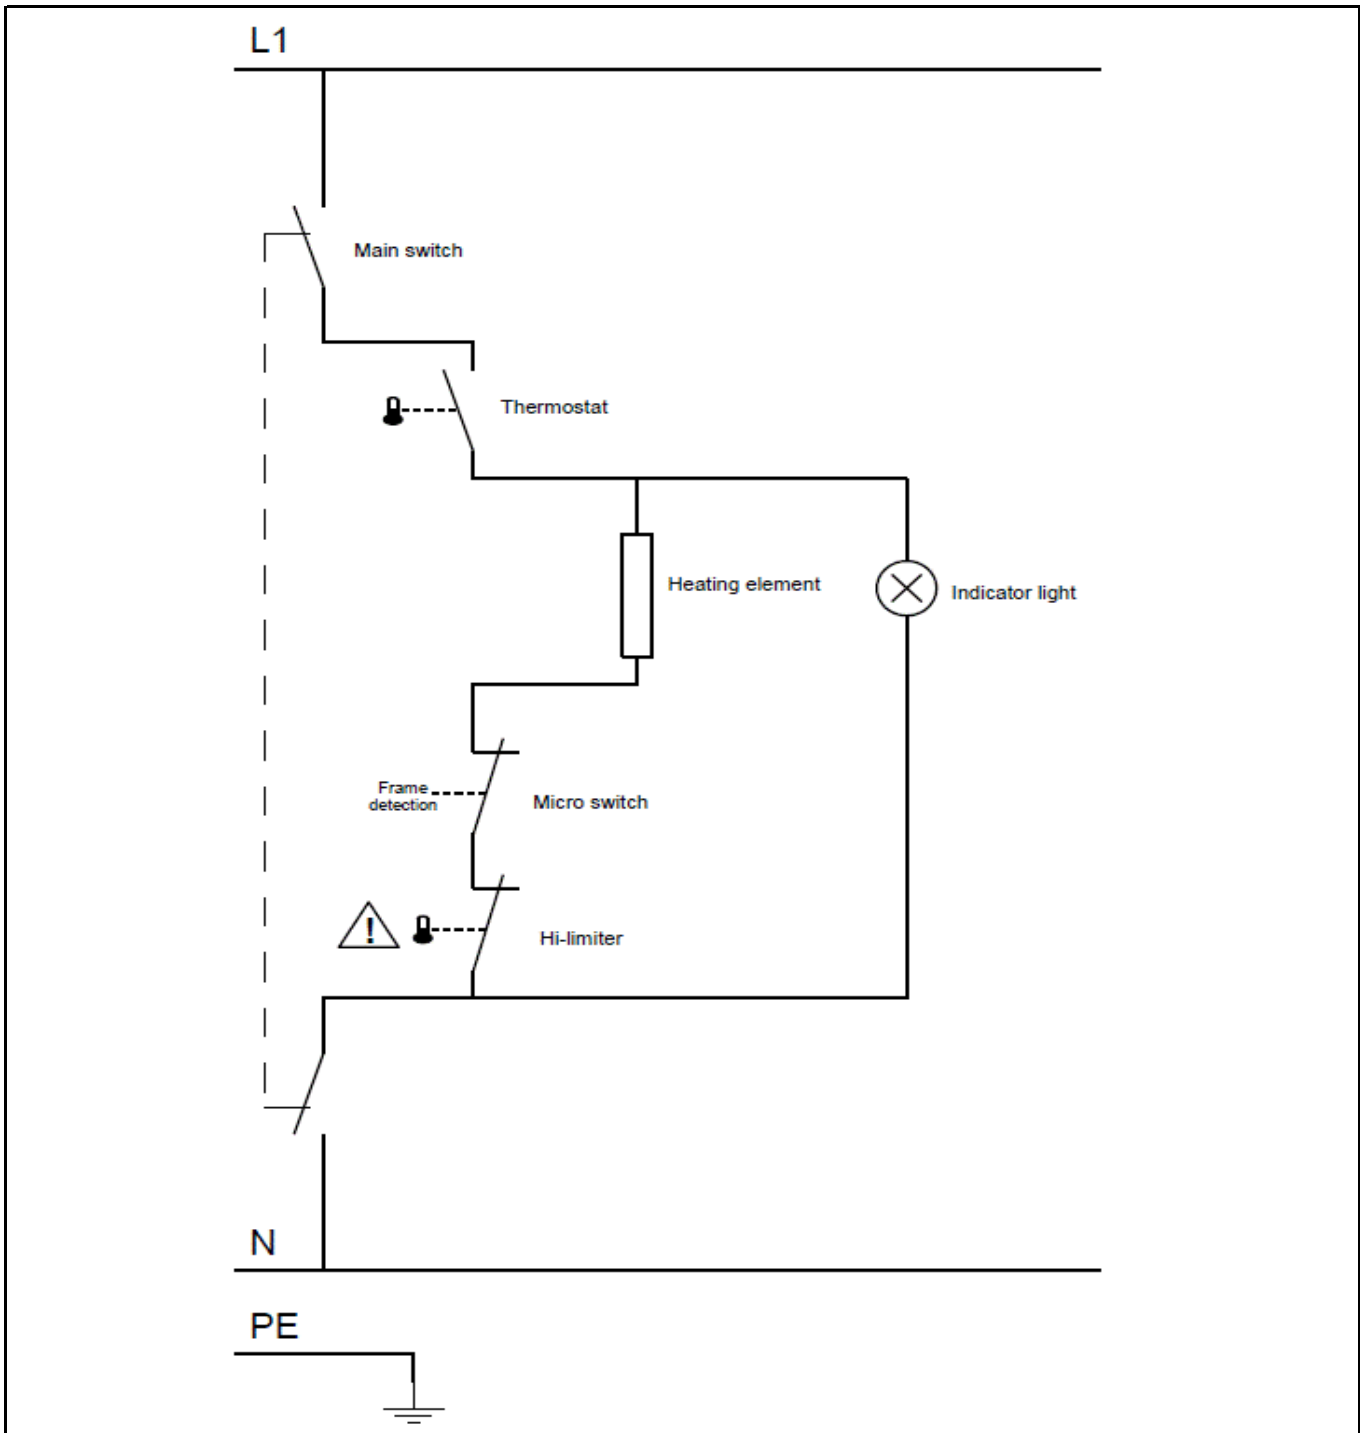 L1
Main switch
Thermostat
Heating element
Indicator light
Frame
detection
Micro switch
!
Hi-limiter
N
PE